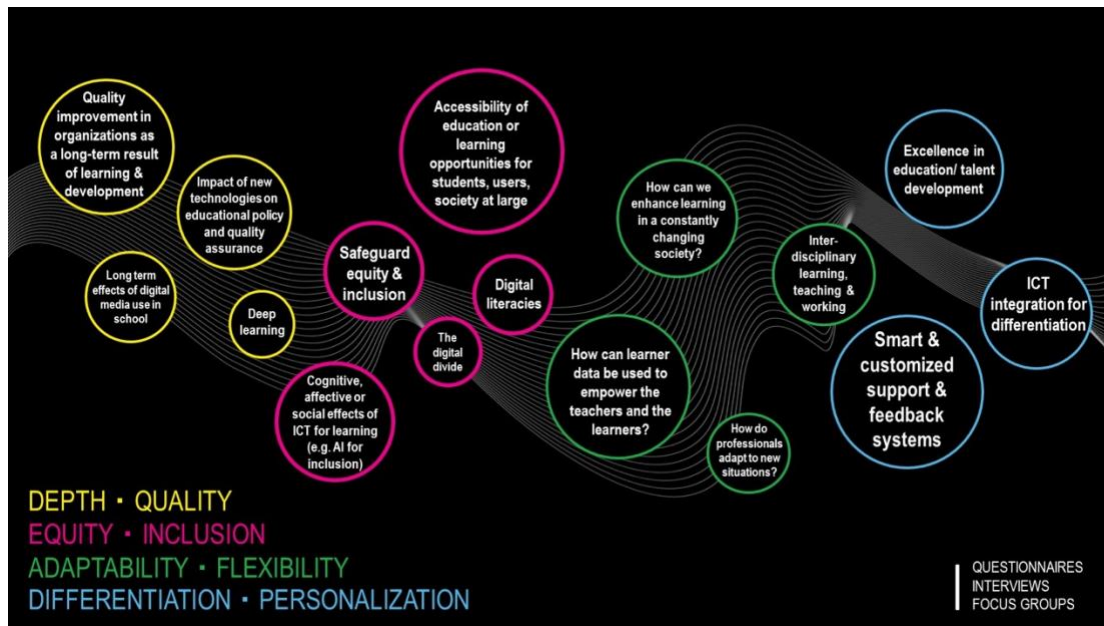 Quality
improvement in
organizations as
a long-term result
of learning &
development
Impact of new
technologies on
educational policy
and quality
assurance
Long term
effects of digital
media use in
school
Deep
learning
Safeguard
equity &
inclusion
Accessibility of
education or
learning
opportunities for
students, users,
society at large
Digital
literacies
The
digital
divide
Cognitive,
affective or
social effects of
ICT for learning
(e.g. AI for
inclusion)
How can we
enhance learning
in a constantly
changing
society?
Inter-
disciplinary
learning,
teaching &
working
How can learner
data be used to
empower the
teachers and the
learners?
How do
professionals
adapt to new
situations?
Excellence in
education/ talent
development
ICT
integration for
differentiation
Smart &
customized
support &
feedback
systems
DEPTH · QUALITY
EQUITY · INCLUSION
ADAPTABILITY · FLEXIBILITY
DIFFERENTIATION · PERSONALIZATION
QUESTIONNAIRES
INTERVIEWS
FOCUS GROUPS